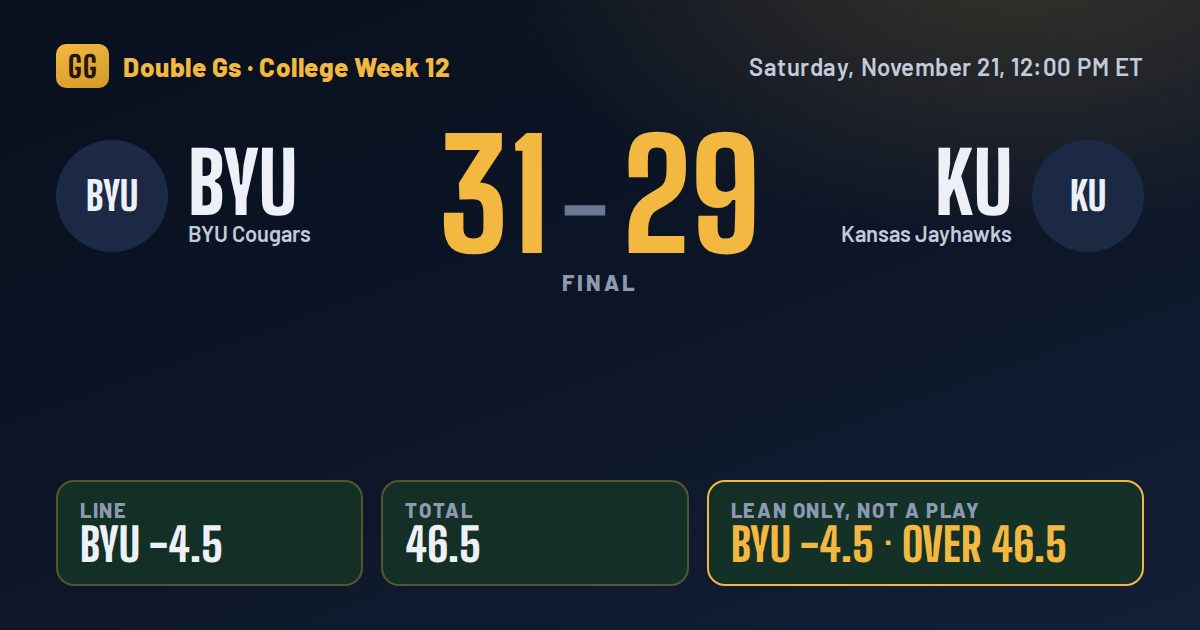 GG Double Gs · College Week 12
Saturday, November 21, 12:00 PM ET
BYU
BYU
BYU Cougars
31 – 29
FINAL
KU
Kansas Jayhawks
KU
LINE
BYU −4.5
TOTAL
46.5
LEAN ONLY, NOT A PLAY
BYU −4.5 · OVER 46.5